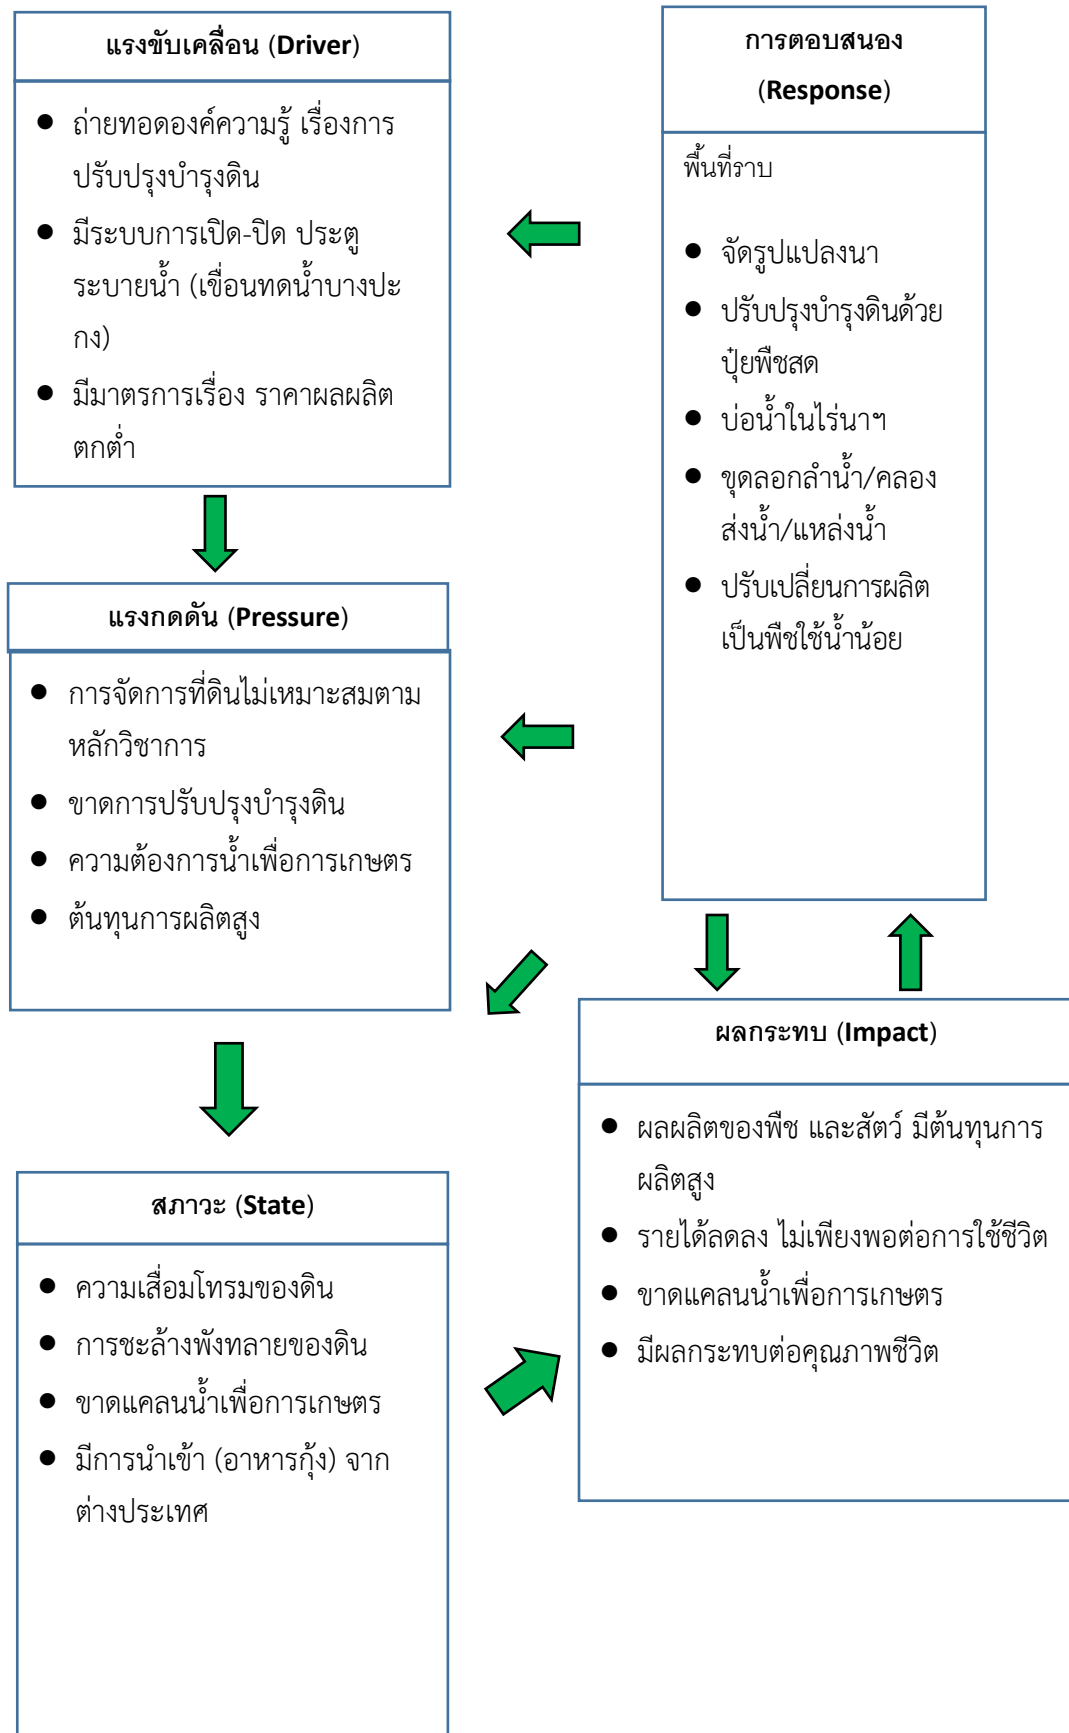 แรงขับเคลื่อน (Driver)
● ถ่ายทอดองค์ความรู้ เรื่องการ
ปรับปรุงบำรุงดิน
● มีระบบการเปิด-ปิด ประตู
ระบายน้ำ (เขื่อนทดน้ำบางปะ
กง)
● มีมาตรการเรื่อง ราคาผลผลิต
ตกต่ำ
แรงกดดัน (Pressure)
● การจัดการที่ดินไม่เหมาะสมตาม
หลักวิชาการ
● ขาดการปรับปรุงบำรุงดิน
● ความต้องการน้ำเพื่อการเกษตร
● ต้นทุนการผลิตสูง
สภาวะ (State)
● ความเสื่อมโทรมของดิน
● การชะล้างพังทลายของดิน
● ขาดแคลนน้ำเพื่อการเกษตร
● มีการนำเข้า (อาหารกุ้ง) จาก
ต่างประเทศ
การตอบสนอง
(Response)
พื้นที่ราบ
● จัดรูปแปลงนา
● ปรับปรุงบำรุงดินด้วย
ปุ๋ยพืชสด
● บ่อน้ำในไร่นาฯ
● ขุดลอกลำน้ำ/คลอง
ส่งน้ำ/แหล่งน้ำ
● ปรับเปลี่ยนการผลิต
เป็นพืชใช้น้ำน้อย
ผลกระทบ (Impact)
● ผลผลิตของพืช และสัตว์ มีต้นทุนการ
ผลิตสูง
● รายได้ลดลง ไม่เพียงพอต่อการใช้ชีวิต
● ขาดแคลนน้ำเพื่อการเกษตร
● มีผลกระทบต่อคุณภาพชีวิต